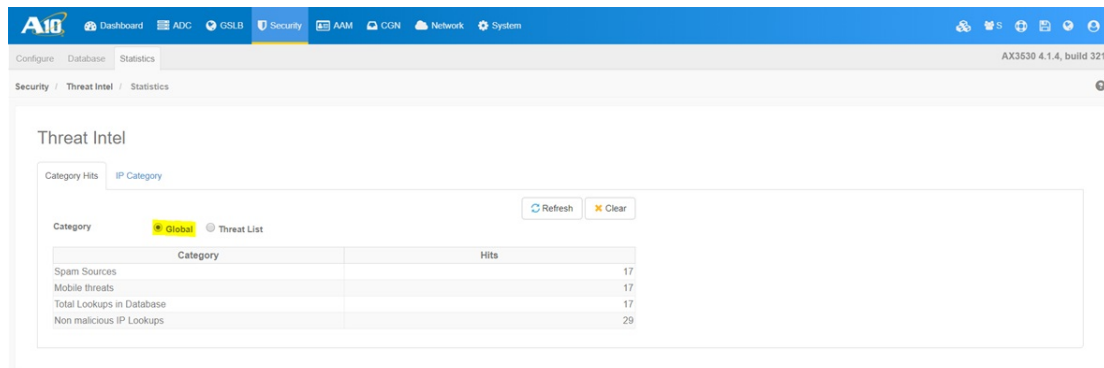 A10
Dashboard ADC GSLB Security AAM CGN Network System S
Configure Database Statistics
AX3530 4.1.4, build 321
Security / Threat Intel / Statistics
Threat Intel
Category Hits IP Category
Refresh Clear
Category Global Threat List
Category Hits
Spam Sources 17
Mobile threats 17
Total Lookups in Database 17
Non malicious IP Lookups 29